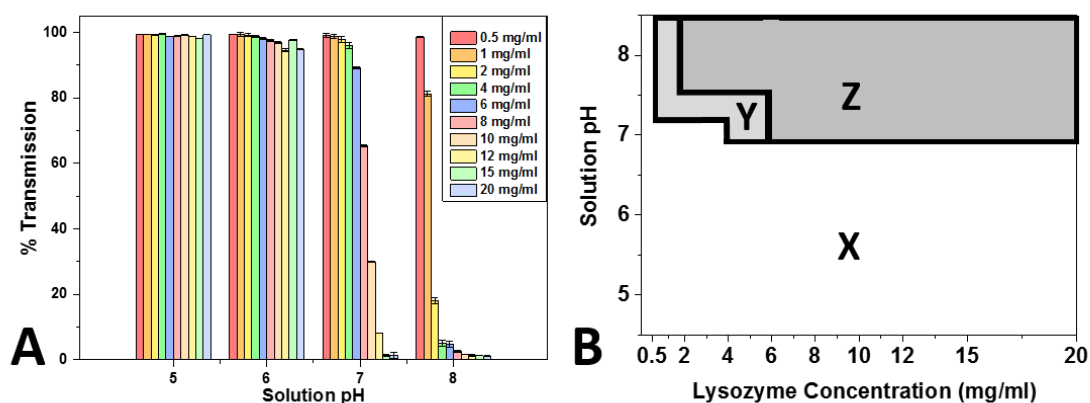 A
% Transmission
100
80
60
40
20
0
5 6 7 8
Solution pH
0.5 mg/ml
1 mg/ml
2 mg/ml
4 mg/ml
6 mg/ml
8 mg/ml
10 mg/ml
12 mg/ml
15 mg/ml
20 mg/ml
B
Solution pH
8
7
6
5
Z
Y
X
0.5 2 4 6 8 10 12 15 20
Lysozyme Concentration (mg/ml)